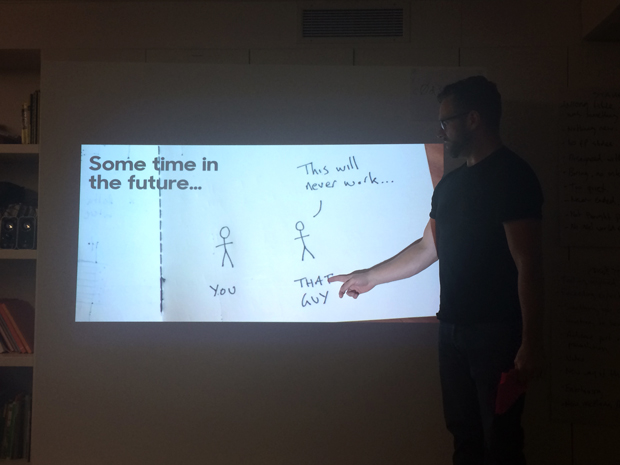 Some time in
the future...
This will
never work...
YOU
THAT
GUY